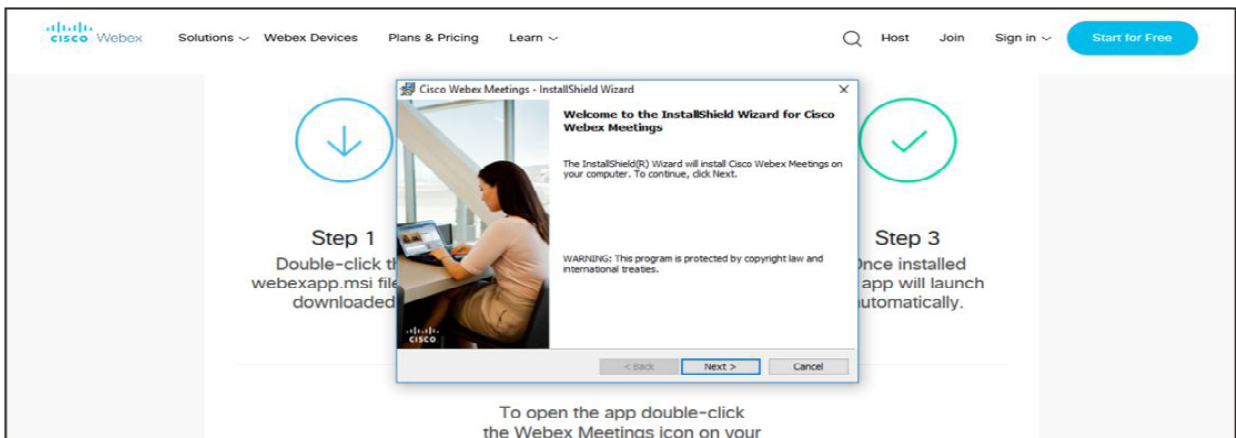 CISCO Webex Solutions Webex Devices Plans & Pricing Learn Host Join Sign in Start for Free
Cisco Webex Meetings - InstallShield Wizard
Welcome to the InstallShield Wizard for Cisco
Webex Meetings
The InstallShield(R) Wizard will install Cisco Webex Meetings on
your computer. To continue, click Next.
WARNING: This program is protected by copyright law and
international treaties.
CISCO
< Back Next > Cancel
Step 1
Double-click
webexapp.msi
downloaded
Step 3
installed
app will launch
To open the app double-click
the Webex Meetings icon on your